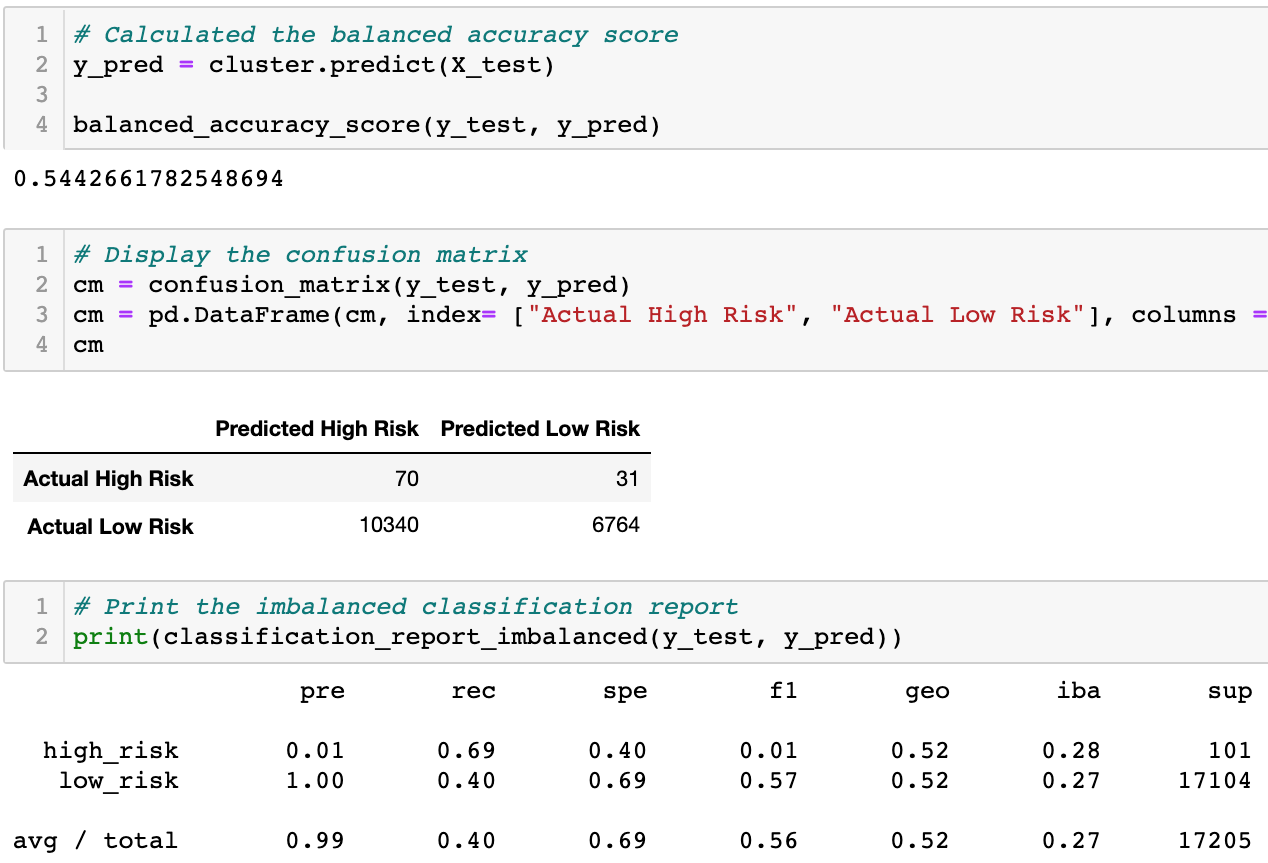 1 # Calculated the balanced accuracy score
2 y_pred = cluster.predict(X_test)
3
4 balanced_accuracy_score(y_test, y_pred)
0.5442661782548694
1 # Display the confusion matrix
2 cm = confusion_matrix(y_test, y_pred)
3 cm = pd.DataFrame(cm, index= ["Actual High Risk", "Actual Low Risk"], columns =
4 cm
Predicted High Risk Predicted Low Risk
Actual High Risk 70 31
Actual Low Risk 10340 6764
1 # Print the imbalanced classification report
2 print(classification_report_imbalanced(y_test, y_pred))
pre rec spe f1 geo iba sup
high_risk 0.01 0.69 0.40 0.01 0.52 0.28 101
low_risk 1.00 0.40 0.69 0.57 0.52 0.27 17104
avg / total 0.99 0.40 0.69 0.56 0.52 0.27 17205